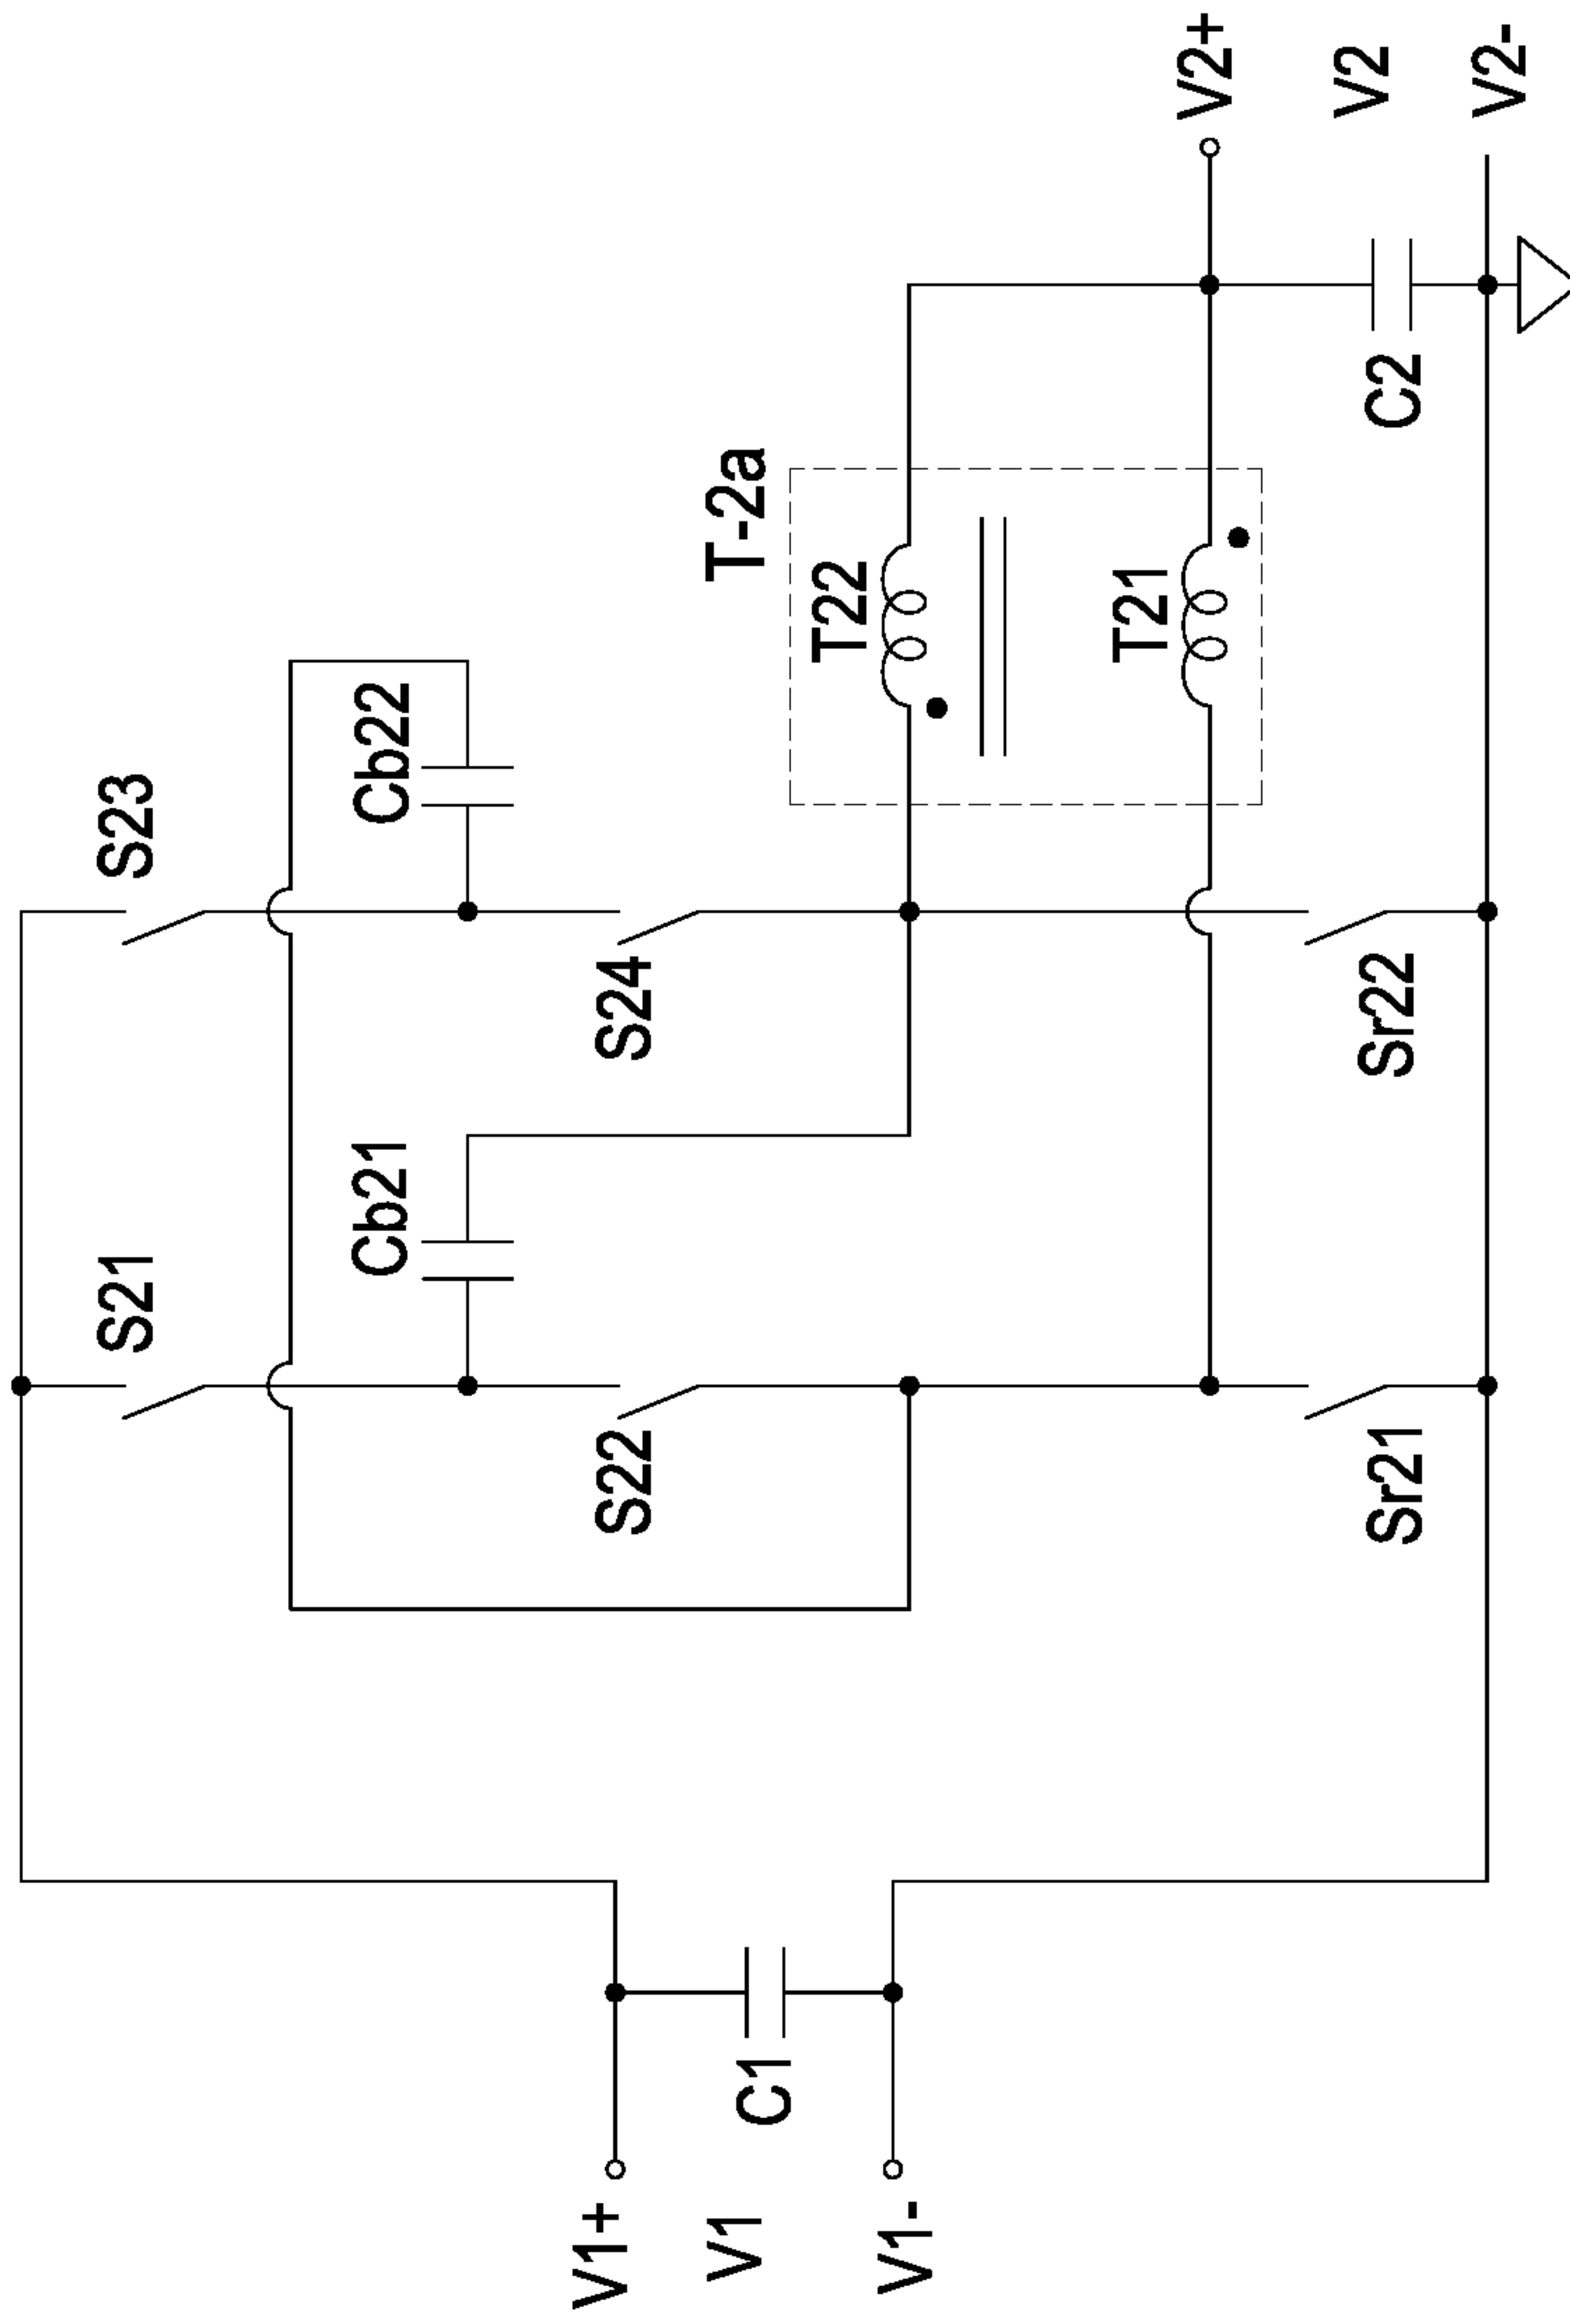 S21
S23
Cb21
Cb22
S22
S24
T-2a
T22
V1+
V1
C1
V1-
T21
V2+
Sr21
Sr22
C2
V2
V2-